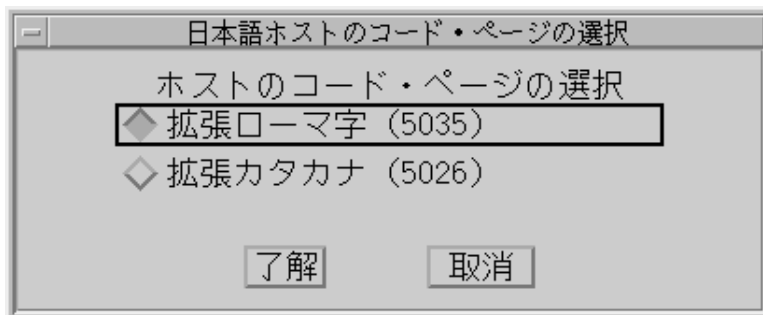 日本語ホストのコード・ページの選択
ホストのコード・ページの選択
拡張ローマ字 (5035)
拡張カタカナ (5026)
了解 取消